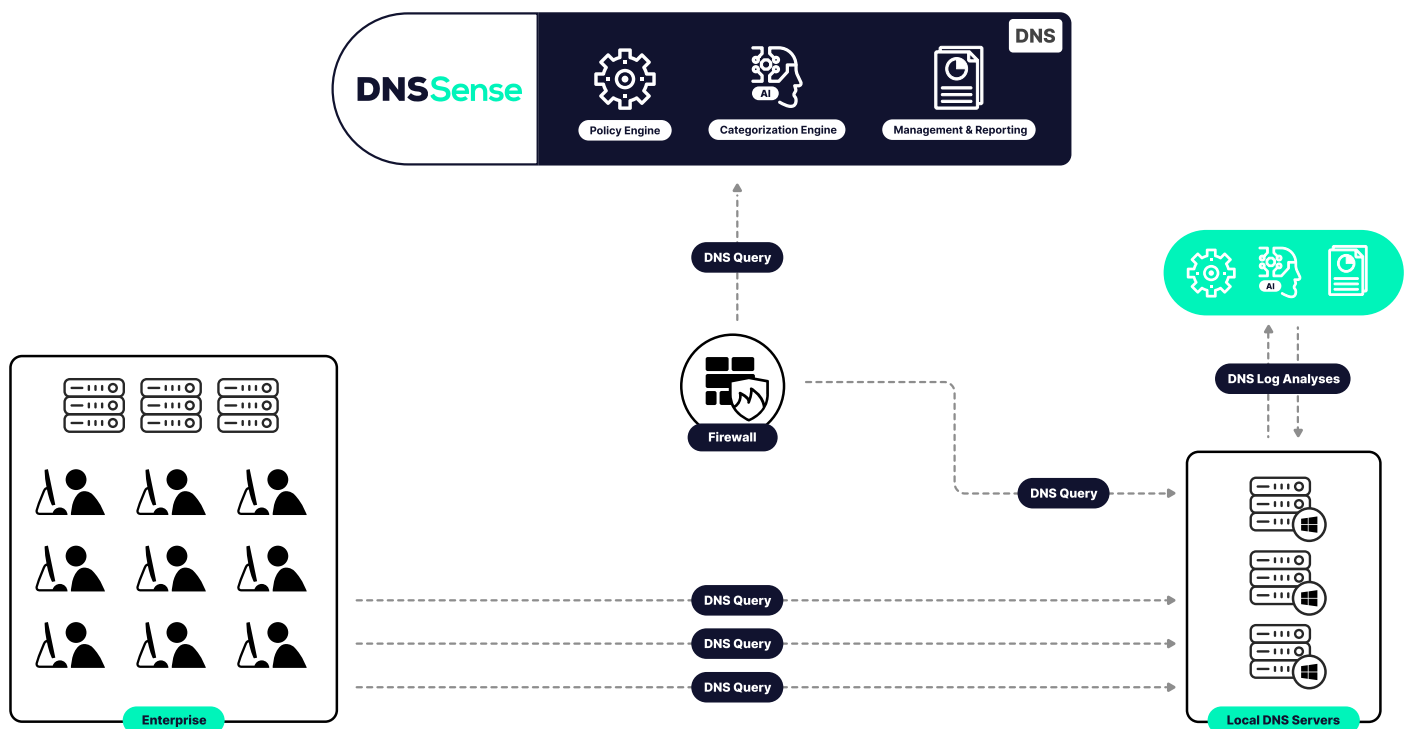 DNSSense
DNS
AI
Policy Engine
Categorization Engine
Management & Reporting
DNS Query
AI
DNS Log Analyses
Firewall
DNS Query
DNS Query
DNS Query
DNS Query
Enterprise
Local DNS Servers